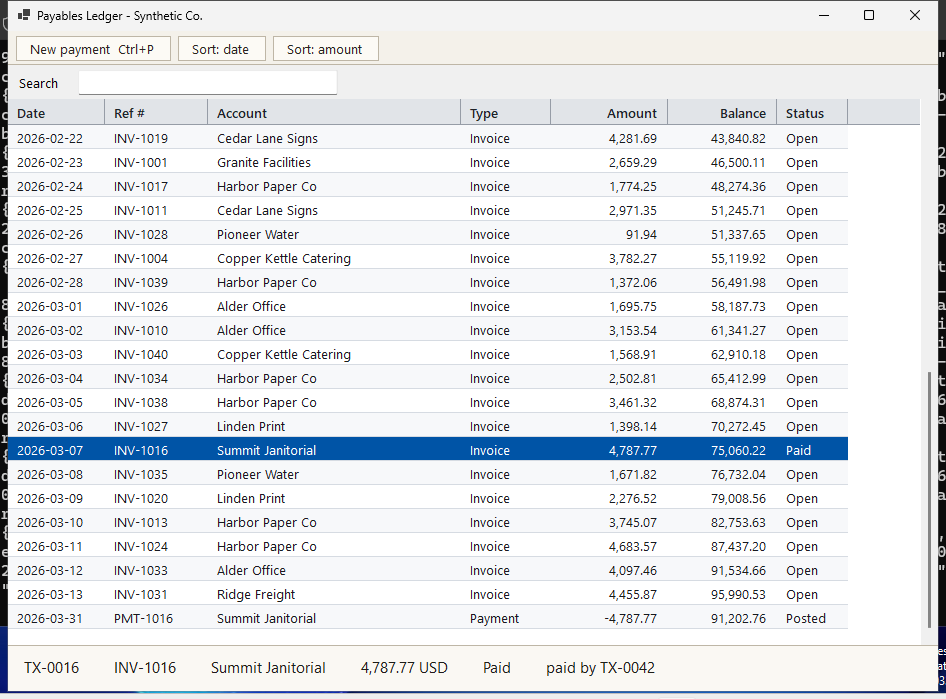 Payables Ledger - Synthetic Co.
New payment Ctrl+P Sort: date Sort: amount
Search
Date Ref # Account Type Amount Balance Status
2026-02-22 INV-1019 Cedar Lane Signs Invoice 4,281.69 43,840.82 Open
2026-02-23 INV-1001 Granite Facilities Invoice 2,659.29 46,500.11 Open
2026-02-24 INV-1017 Harbor Paper Co Invoice 1,774.25 48,274.36 Open
2026-02-25 INV-1011 Cedar Lane Signs Invoice 2,971.35 51,245.71 Open
2026-02-26 INV-1028 Pioneer Water Invoice 91.94 51,337.65 Open
2026-02-27 INV-1004 Copper Kettle Catering Invoice 3,782.27 55,119.92 Open
2026-02-28 INV-1039 Harbor Paper Co Invoice 1,372.06 56,491.98 Open
2026-03-01 INV-1026 Alder Office Invoice 1,695.75 58,187.73 Open
2026-03-02 INV-1010 Alder Office Invoice 3,153.54 61,341.27 Open
2026-03-03 INV-1040 Copper Kettle Catering Invoice 1,568.91 62,910.18 Open
2026-03-04 INV-1034 Harbor Paper Co Invoice 2,502.81 65,412.99 Open
2026-03-05 INV-1038 Harbor Paper Co Invoice 3,461.32 68,874.31 Open
2026-03-06 INV-1027 Linden Print Invoice 1,398.14 70,272.45 Open
2026-03-07 INV-1016 Summit Janitorial Invoice 4,787.77 75,060.22 Paid
2026-03-08 INV-1035 Pioneer Water Invoice 1,671.82 76,732.04 Open
2026-03-09 INV-1020 Linden Print Invoice 2,276.52 79,008.56 Open
2026-03-10 INV-1013 Harbor Paper Co Invoice 3,745.07 82,753.63 Open
2026-03-11 INV-1024 Harbor Paper Co Invoice 4,683.57 87,437.20 Open
2026-03-12 INV-1033 Alder Office Invoice 4,097.46 91,534.66 Open
2026-03-13 INV-1031 Ridge Freight Invoice 4,455.87 95,990.53 Open
2026-03-31 PMT-1016 Summit Janitorial Payment -4,787.77 91,202.76 Posted
TX-0016 INV-1016 Summit Janitorial 4,787.77 USD Paid paid by TX-0042